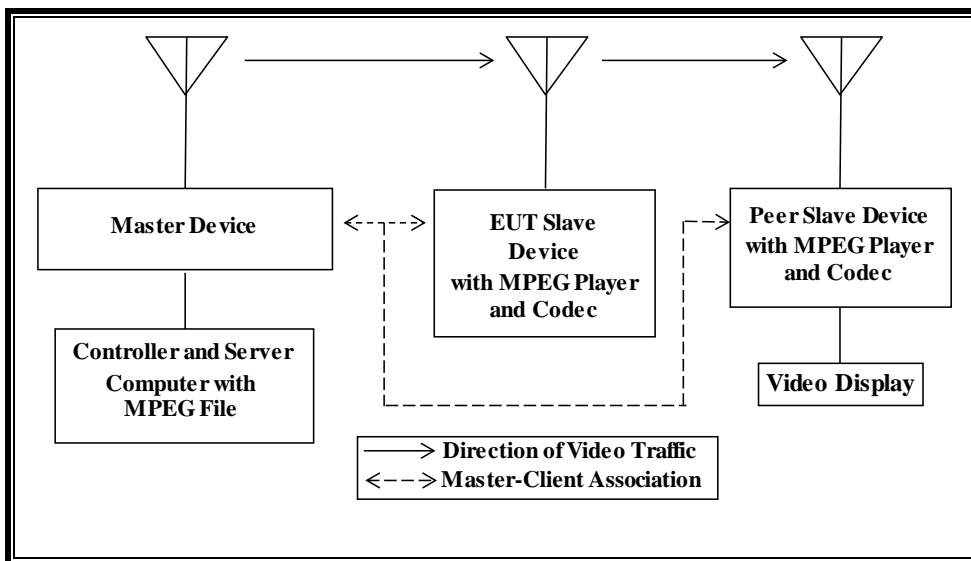 Master Device
EUT Slave
Device
with MPEG Player
and Codec
Peer Slave Device
with MPEG Player
and Codec
Controller and Server
Computer with
MPEG File
Video Display
Direction of Video Traffic
Master-Client Association